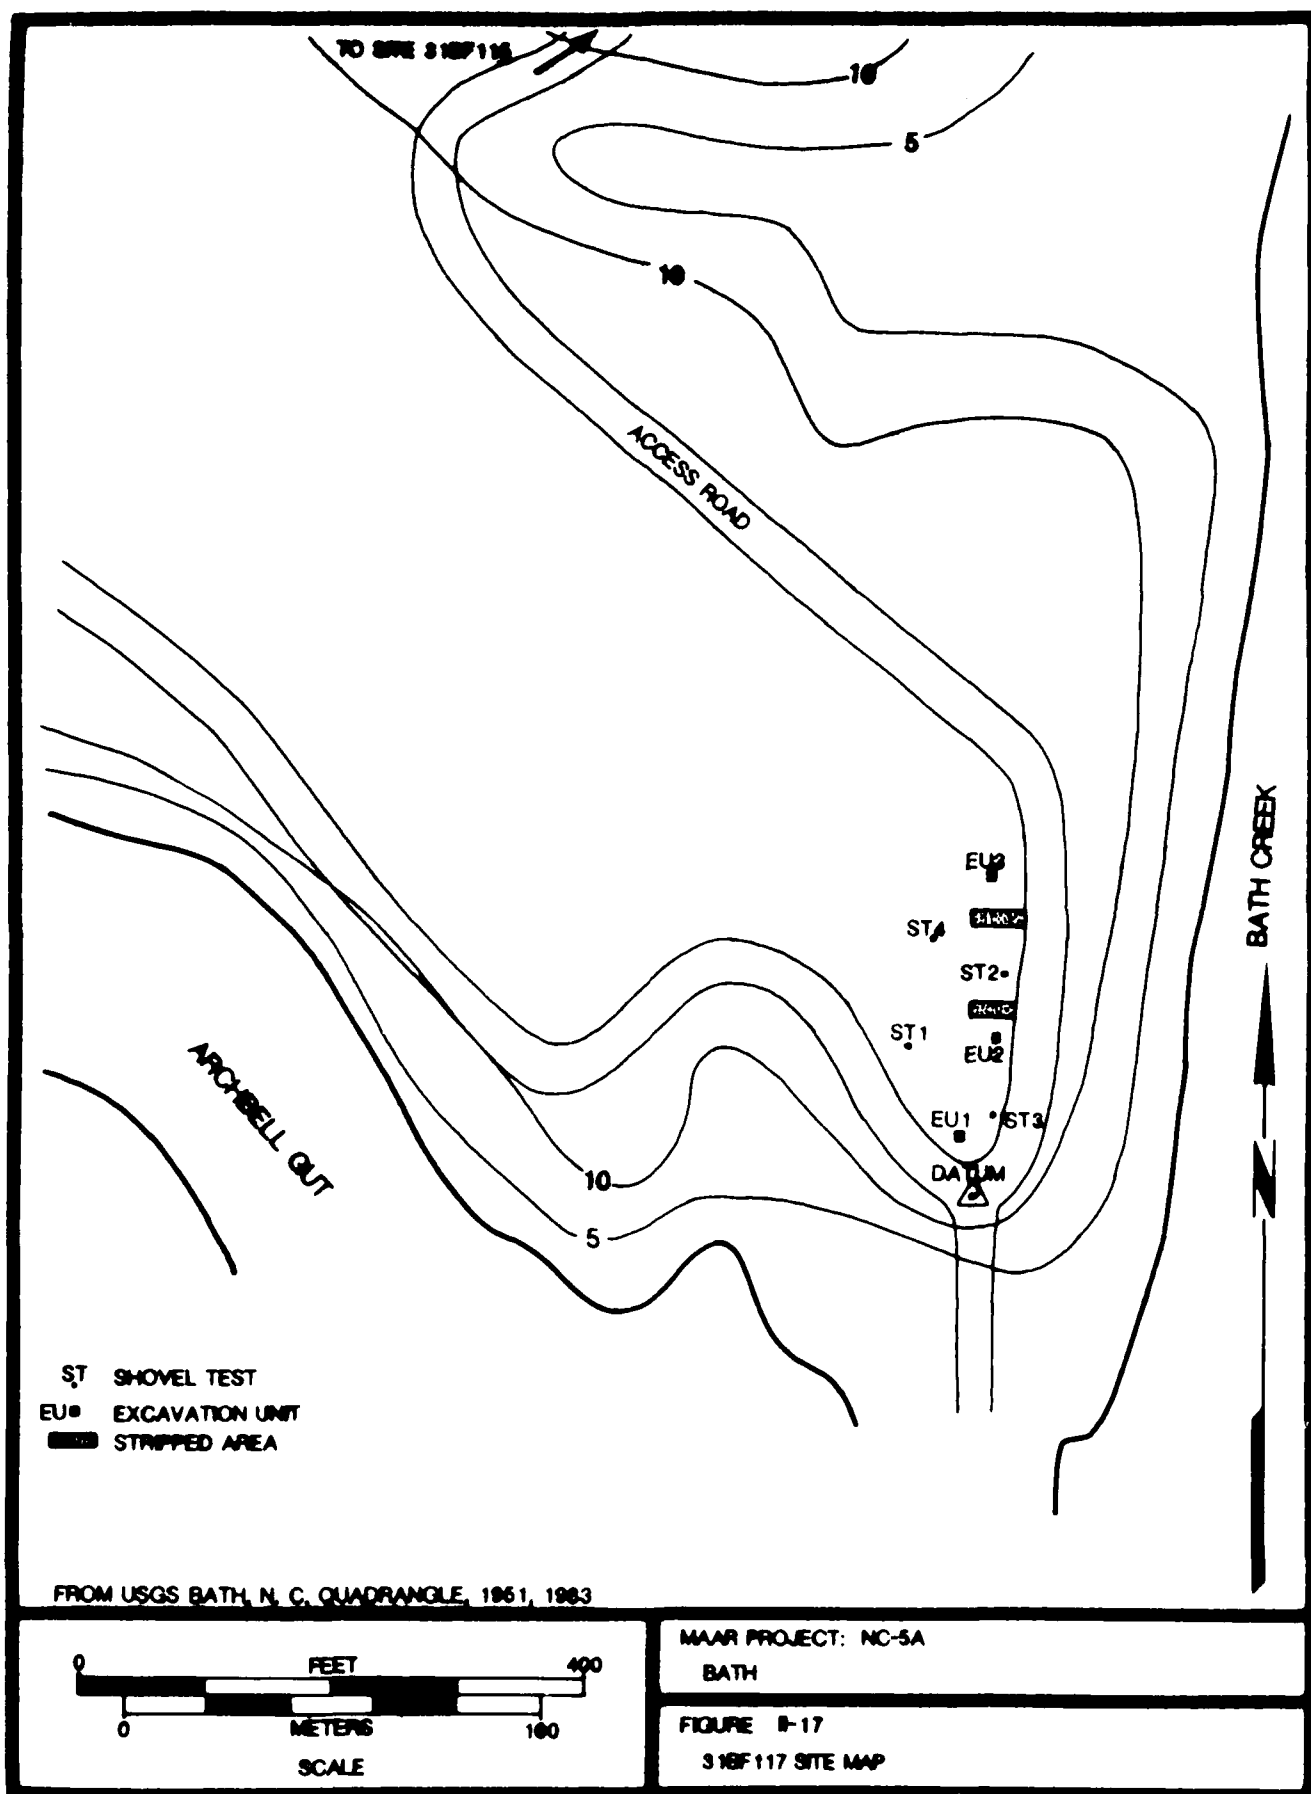 TO SITE 31BF115
10
5
10
ACCESS ROAD
EU3
ST4
ST2
ST1
EU2
EU1
ST3
DATUM
BATH CREEK
N
ARCHBELL GUT
10
5
ST SHOVEL TEST
EU EXCAVATION UNIT
STRIPPED AREA
FROM USGS BATH, N. C. QUADRANGLE, 1951, 1983
0 FEET 400
0 METERS 100
SCALE
MAAR PROJECT: NC-5A
BATH
FIGURE II-17
31BF117 SITE MAP